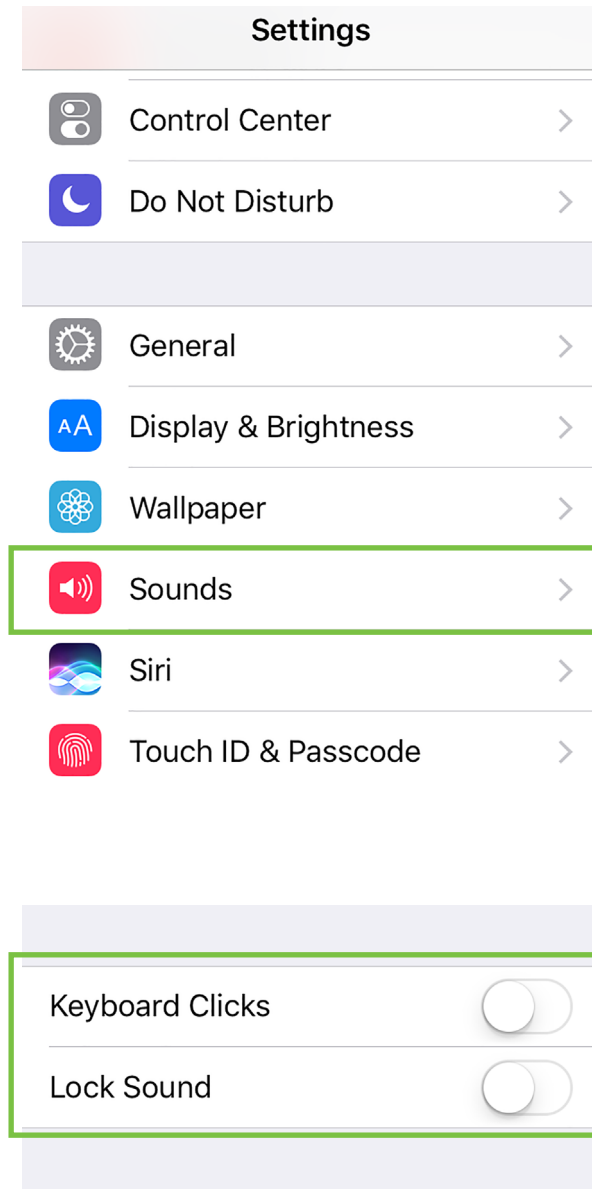 Settings
Control Center
Do Not Disturb
General
AA
Display & Brightness
Wallpaper
Sounds
Siri
Touch ID & Passcode
Keyboard Clicks
Lock Sound